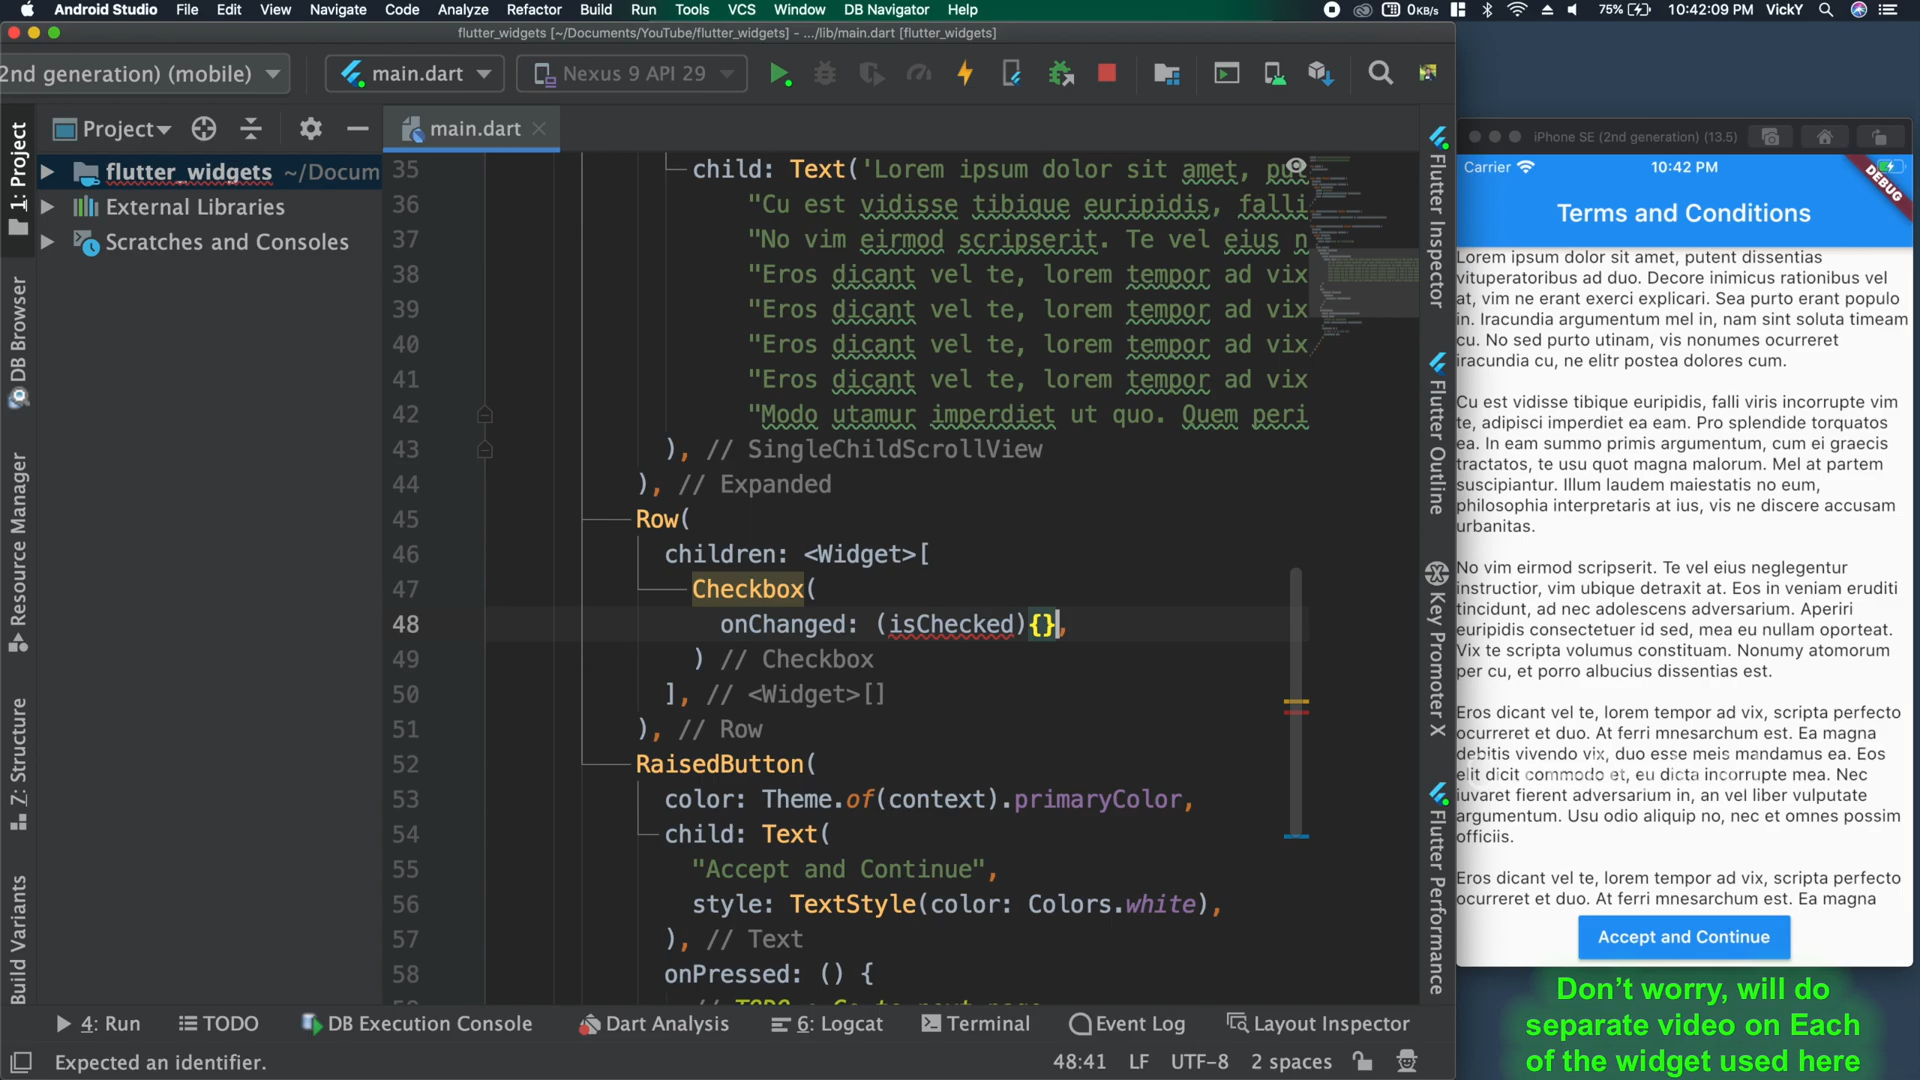 Android Studio File Edit View Navigate Code Analyze Refactor Build Run Tools VCS Window DB Navigator Help
0KB/s 75% 10:42:09 PM VickY
flutter_widgets [~/Documents/YouTube/flutter_widgets] - .../lib/main.dart [flutter_widgets]
2nd generation) (mobile) main.dart Nexus 9 API 29
Project main.dart
1: Project
DB Browser
Resource Manager
Z: Structure
Build Variants
flutter_widgets ~/Docum
External Libraries
Scratches and Consoles
35 child: Text('Lorem ipsum dolor sit amet, put
36 "Cu est vidisse tibique euripidis, falli
37 "No vim eirmod scripserit. Te vel eius n
38 "Eros dicant vel te, lorem tempor ad vix
39 "Eros dicant vel te, lorem tempor ad vix
40 "Eros dicant vel te, lorem tempor ad vix
41 "Eros dicant vel te, lorem tempor ad vix
42 "Modo utamur imperdiet ut quo. Quem peri
43 ), // SingleChildScrollView
44 ), // Expanded
45 Row(
46 children: <Widget>[
47 Checkbox(
48 onChanged: (isChecked){},
49 ) // Checkbox
50 ], // <Widget>[]
51 ), // Row
52 RaisedButton(
53 color: Theme.of(context).primaryColor,
54 child: Text(
55 "Accept and Continue",
56 style: TextStyle(color: Colors.white),
57 ), // Text
58 onPressed: () {
Flutter Inspector
Flutter Outline
Key Promoter X
Flutter Performance
4: Run TODO DB Execution Console Dart Analysis 6: Logcat Terminal Event Log Layout Inspector
Expected an identifier. 48:41 LF UTF-8 2 spaces
iPhone SE (2nd generation) (13.5)
Carrier 10:42 PM
DEBUG
Terms and Conditions
Lorem ipsum dolor sit amet, putent dissentias
vituperatoribus ad duo. Decore inimicus rationibus vel
at, vim ne erant exerci explicari. Sea purto erant populo
in. Iracundia argumentum mel in, nam sint soluta timeam
cu. No sed purto utinam, vis nonumes ocurreret
iracundia cu, ne elitr postea dolores cum.
Cu est vidisse tibique euripidis, falli viris incorrupte vim
te, adipisci imperdiet ea eam. Pro splendide torquatos
ea. In eam summo primis argumentum, cum ei graecis
tractatos, te usu quot magna malorum. Mel at partem
suscipiantur. Illum laudem maiestatis no eum,
philosophia interpretaris at ius, vis ne discere accusam
urbanitas.
No vim eirmod scripserit. Te vel eius neglegentur
instructior, vim ubique detraxit at. Eos in veniam eruditi
tincidunt, ad nec adolescens adversarium. Aperiri
euripidis consectetuer id sed, mea eu nullam oporteat.
Vix te scripta volumus constituam. Nonumy atomorum
per cu, et porro albucius dissentias est.
Eros dicant vel te, lorem tempor ad vix, scripta perfecto
ocurreret et duo. At ferri mnesarchum est. Ea magna
debitis vivendo vix, duo esse meis mandamus ea. Eos
elit dicit commodo et, eu dicta incorrupte mea. Nec
iuvaret fierent adversarium in, an vel liber vulputate
argumentum. Usu odio aliquip no, nec et omnes possim
officiis.
Eros dicant vel te, lorem tempor ad vix, scripta perfecto
ocurreret et duo. At ferri mnesarchum est. Ea magna
Accept and Continue
Don't worry, will do
separate video on Each
of the widget used here